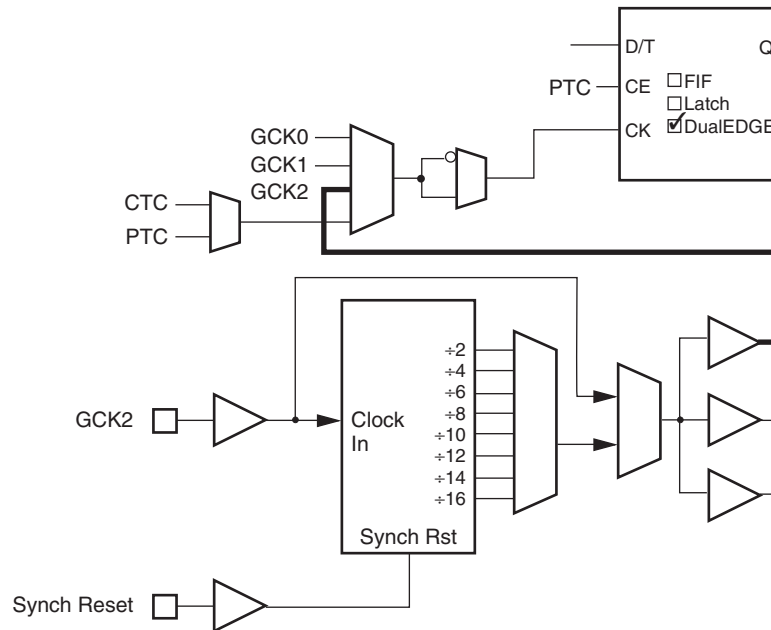 D/T Q
PTC CE FIF
Latch
CK DualEDGE
GCK0
GCK1
GCK2
CTC
PTC
÷2
÷4
÷6
GCK2 Clock ÷8
In ÷10
÷12
÷14
÷16
Synch Rst
Synch Reset